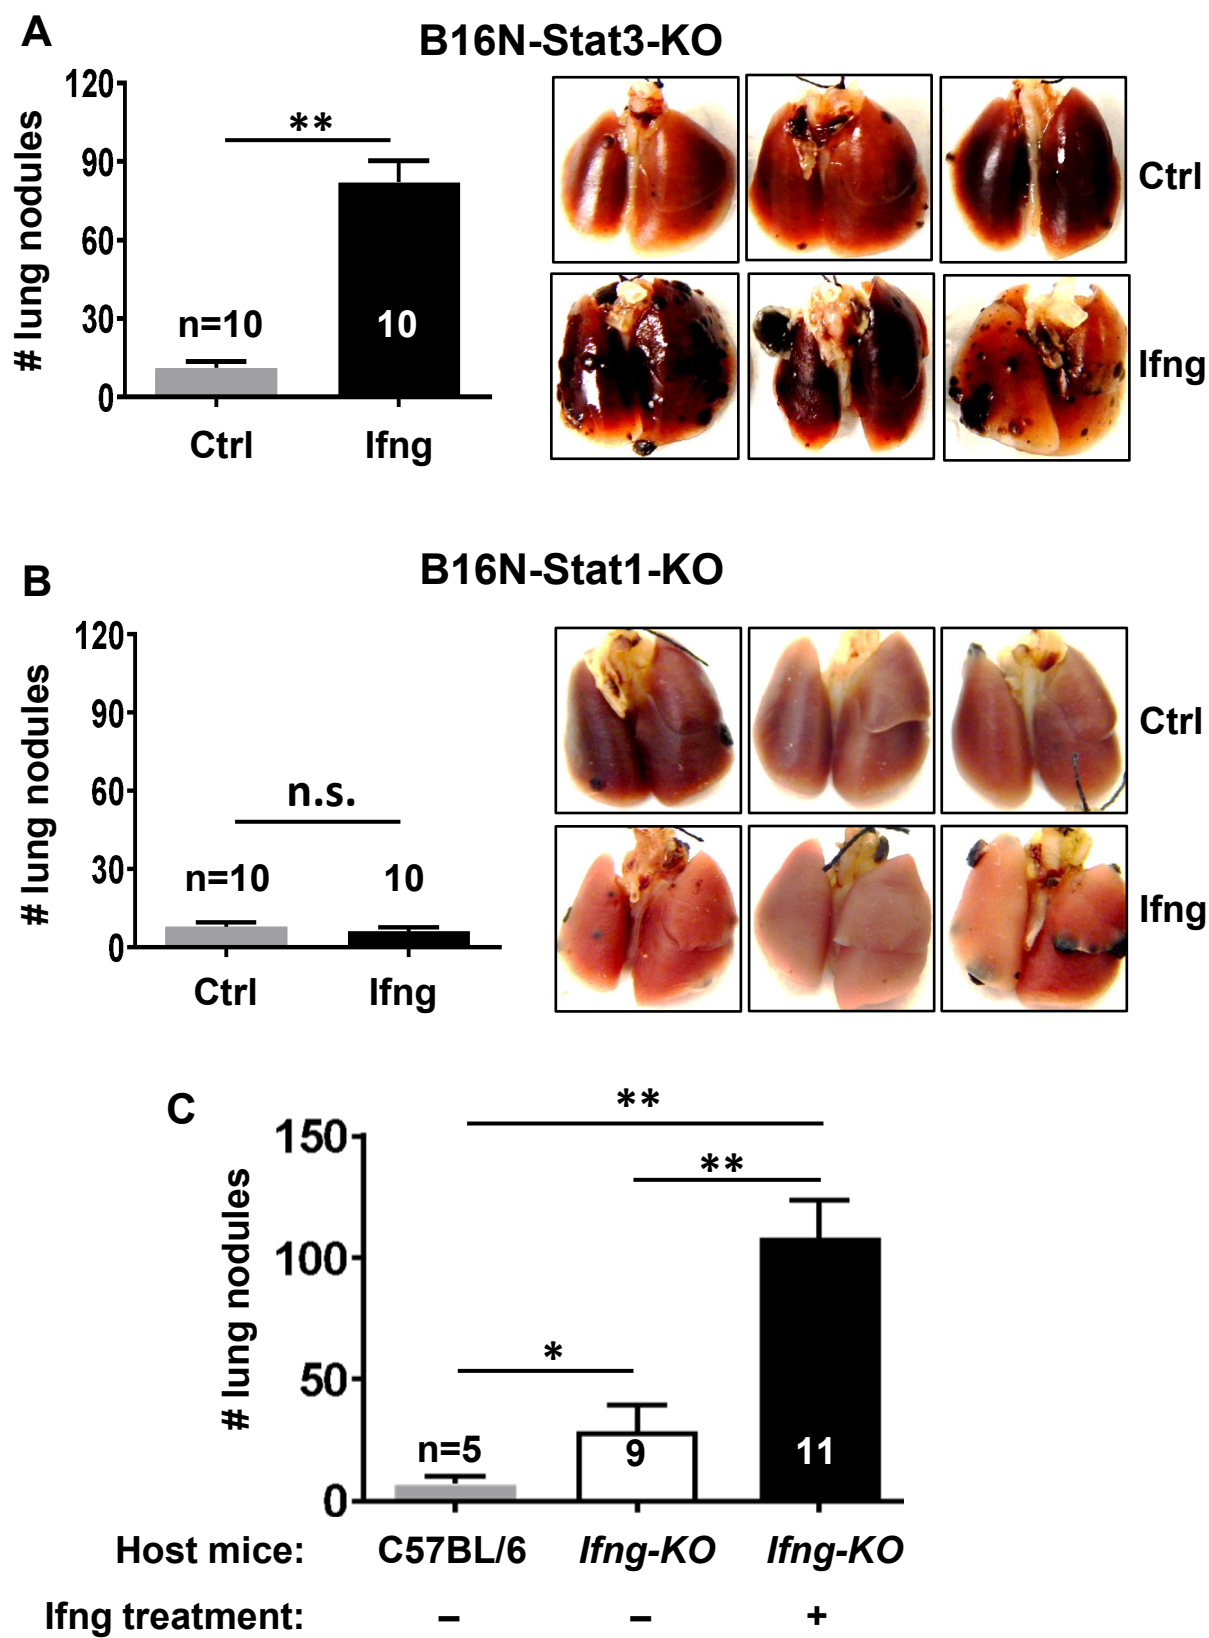 A
B16N-Stat3-KO
# lung nodules
120
90
60
30
0
**
n=10
10
Ctrl
Ifng
Ctrl
Ifng
B
B16N-Stat1-KO
# lung nodules
120
90
60
30
0
n.s.
n=10
10
Ctrl
Ifng
Ctrl
Ifng
C
# lung nodules
150
100
50
0
**
**
*
n=5
9
11
Host mice: C57BL/6 Ifng-KO Ifng-KO
Ifng treatment: – – +